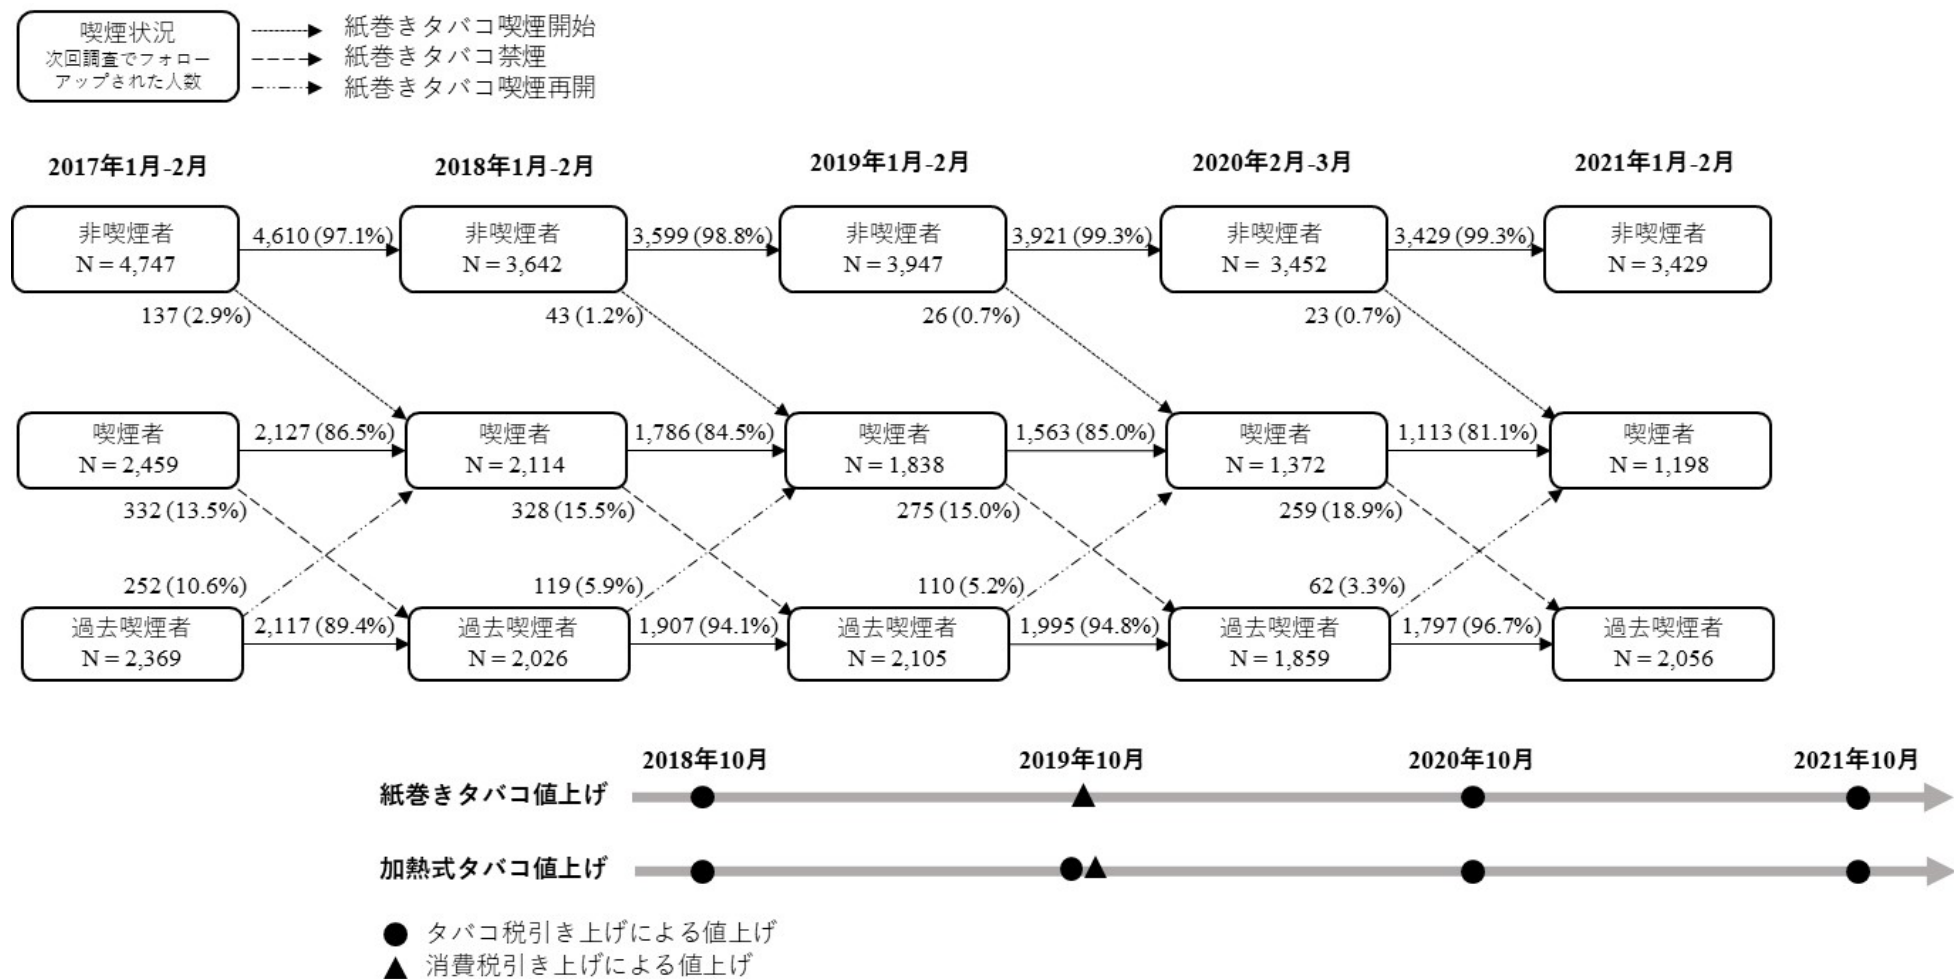 喫煙状況
次回調査でフォロー
アップされた人数
紙巻きタバコ喫煙開始
紙巻きタバコ禁煙
紙巻きタバコ喫煙再開
2017年1月-2月
2018年1月-2月
2019年1月-2月
2020年2月-3月
2021年1月-2月
非喫煙者
N = 4,747
4,610 (97.1%)
非喫煙者
N = 3,642
3,599 (98.8%)
非喫煙者
N = 3,947
3,921 (99.3%)
非喫煙者
N = 3,452
3,429 (99.3%)
非喫煙者
N = 3,429
137 (2.9%)
43 (1.2%)
26 (0.7%)
23 (0.7%)
喫煙者
N = 2,459
2,127 (86.5%)
喫煙者
N = 2,114
1,786 (84.5%)
喫煙者
N = 1,838
1,563 (85.0%)
喫煙者
N = 1,372
1,113 (81.1%)
喫煙者
N = 1,198
332 (13.5%)
328 (15.5%)
275 (15.0%)
259 (18.9%)
252 (10.6%)
119 (5.9%)
110 (5.2%)
62 (3.3%)
過去喫煙者
N = 2,369
2,117 (89.4%)
過去喫煙者
N = 2,026
1,907 (94.1%)
過去喫煙者
N = 2,105
1,995 (94.8%)
過去喫煙者
N = 1,859
1,797 (96.7%)
過去喫煙者
N = 2,056
2018年10月
2019年10月
2020年10月
2021年10月
紙巻きタバコ値上げ
加熱式タバコ値上げ
タバコ税引き上げによる値上げ
消費税引き上げによる値上げ